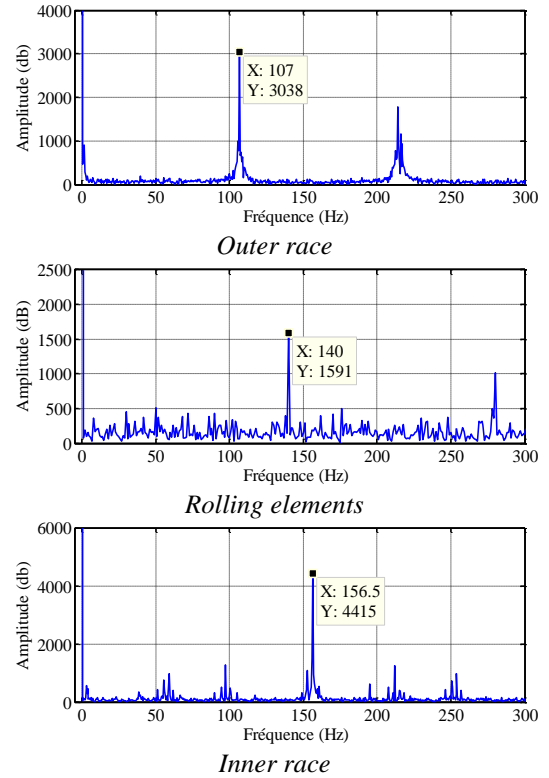 4000
3000
2000
1000
0
Amplitude (db)
X: 107
Y: 3038
0 50 100 150 200 250 300
Fréquence (Hz)
Outer race
2500
2000
1500
1000
500
0
Amplitude (dB)
X: 140
Y: 1591
0 50 100 150 200 250 300
Fréquence (Hz)
Rolling elements
6000
4000
2000
0
Amplitude (db)
X: 156.5
Y: 4415
0 50 100 150 200 250 300
Fréquence (Hz)
Inner race